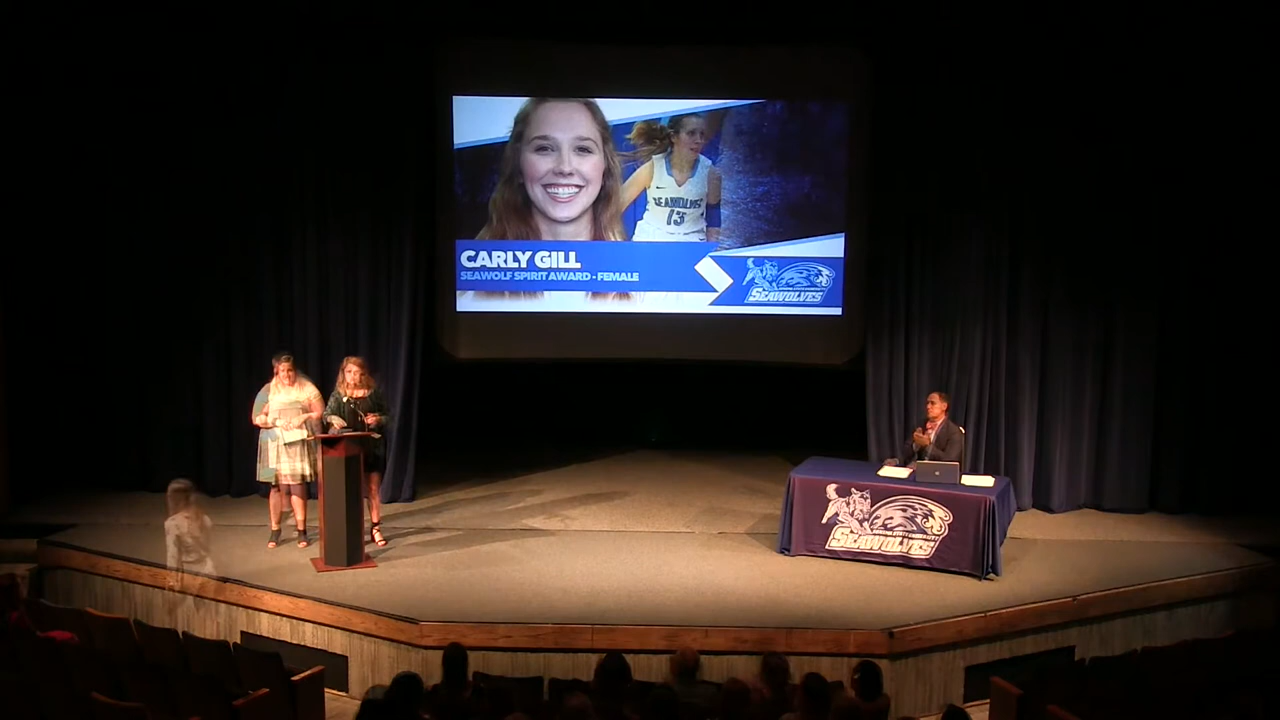 SEAWOLVES
13
CARLY GILL
SEAWOLF SPIRIT AWARD - FEMALE
SEAWOLVES
SEAWOLVES